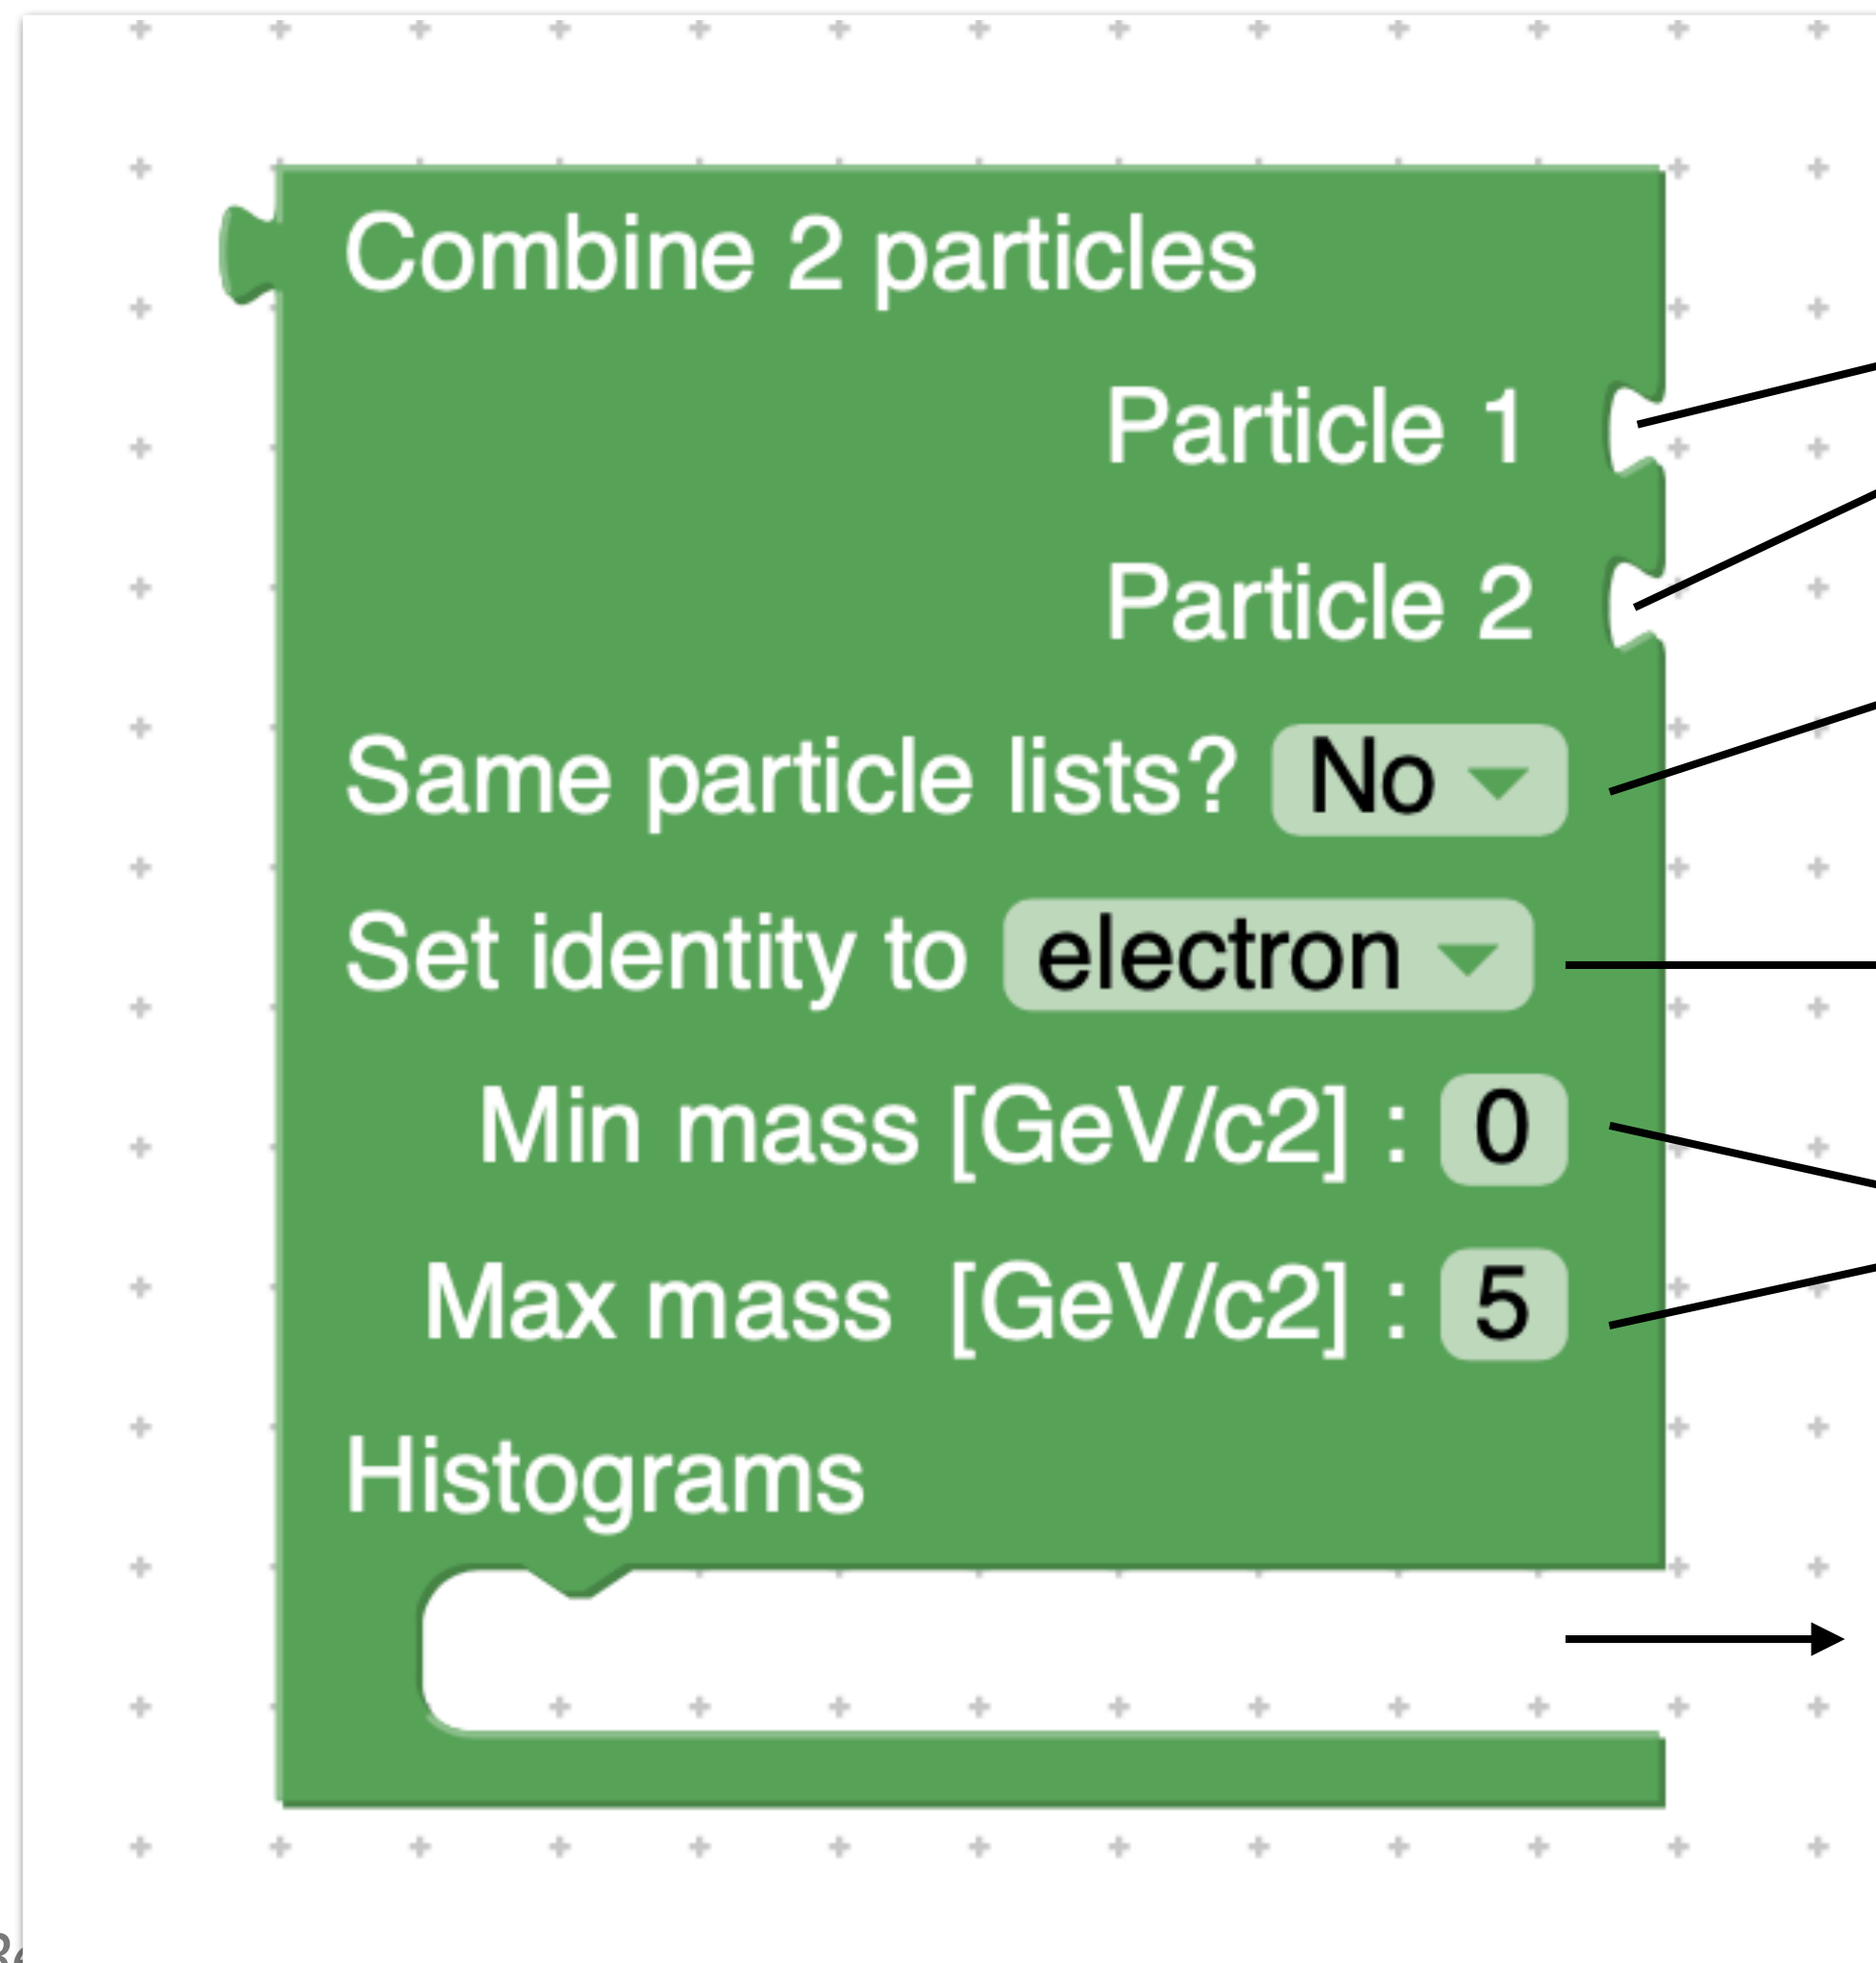 Combine 2 particles
Particle 1
Particle 2
Same particle lists? No
Set identity to electron
Min mass [GeV/c2] : 0
Max mass [GeV/c2] : 5
Histograms